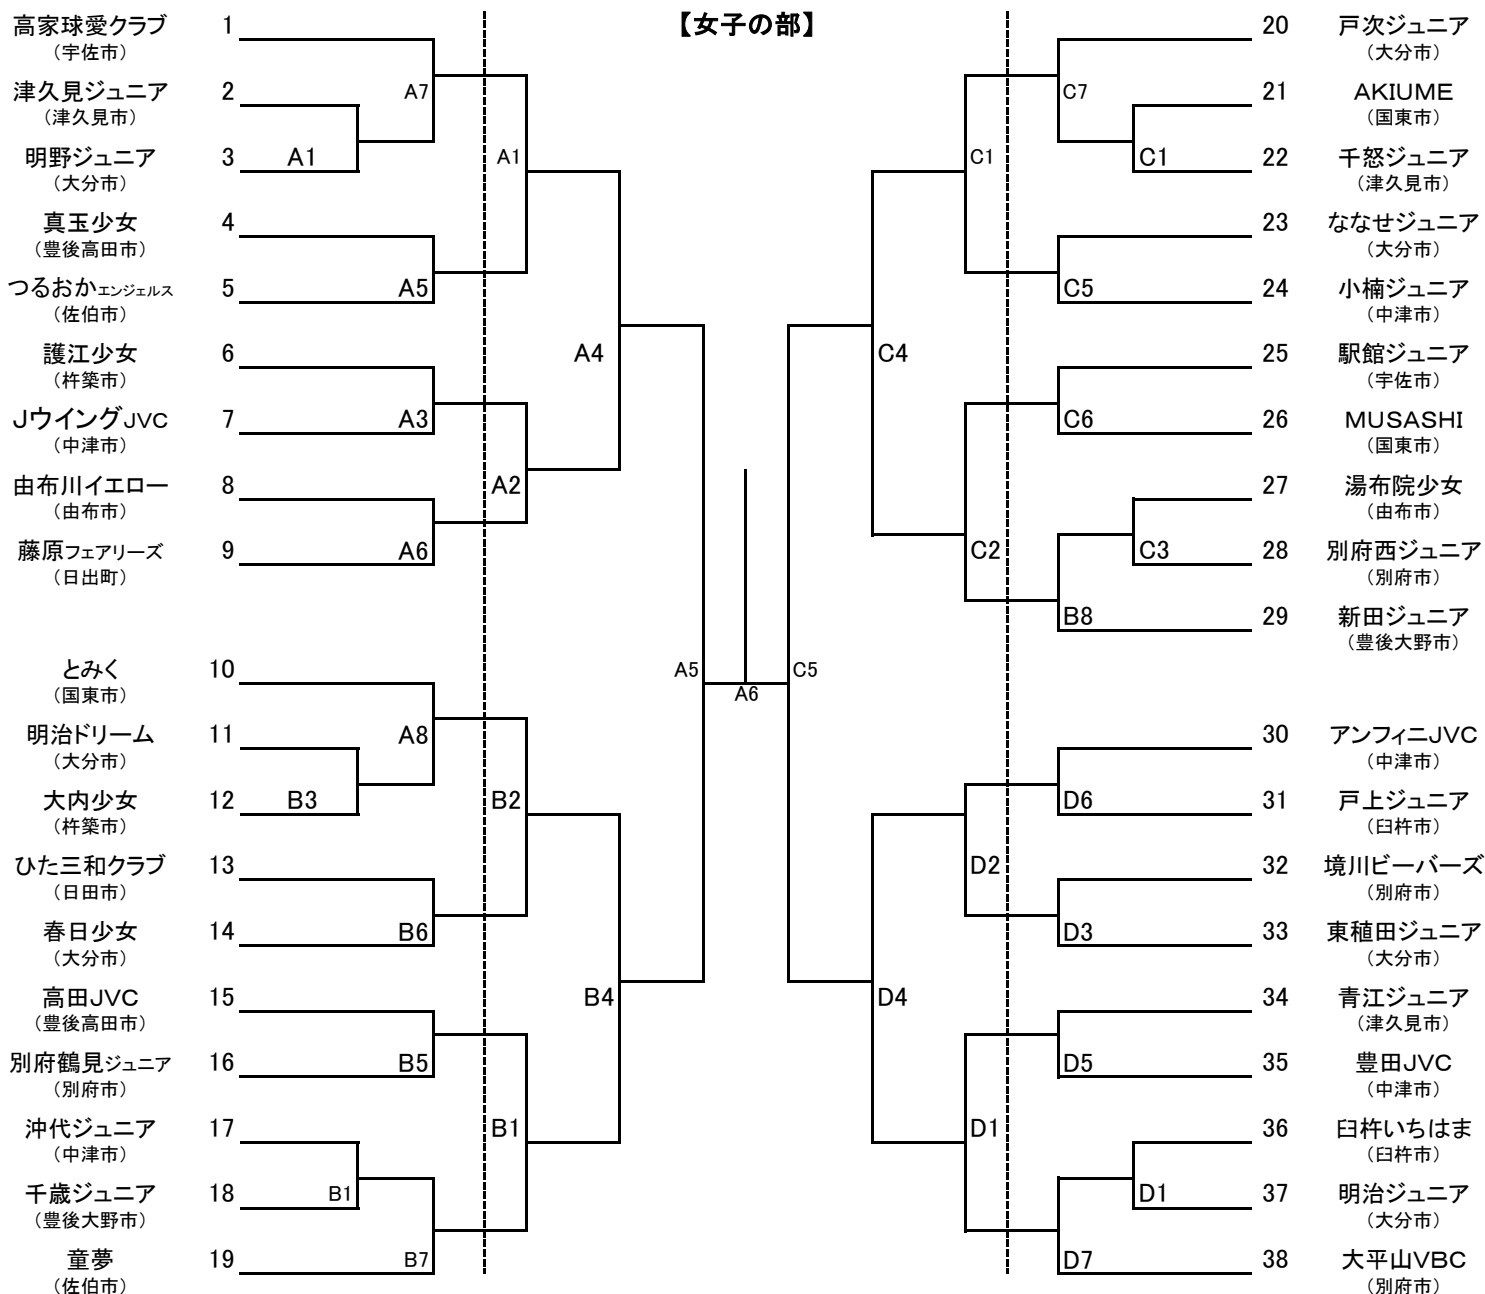 【女子の部】
高家球愛クラブ 1
（宇佐市）
津久見ジュニア 2
（津久見市）
明野ジュニア 3
（大分市）
真玉少女 4
（豊後高田市）
つるおかエンジェルス 5
（佐伯市）
護江少女 6
（杵築市）
JウイングJVC 7
（中津市）
由布川イエロー 8
（由布市）
藤原フェアリーズ 9
（日出町）
とみく 10
（国東市）
明治ドリーム 11
（大分市）
大内少女 12
（杵築市）
ひた三和クラブ 13
（日田市）
春日少女 14
（大分市）
高田JVC 15
（豊後高田市）
別府鶴見ジュニア 16
（別府市）
沖代ジュニア 17
（中津市）
千歳ジュニア 18
（豊後大野市）
童夢 19
（佐伯市）
A7
A1
A1
A5
A4
A3
A2
A6
A8
B3
B2
B6
B4
B5
B1
B1
B7
A5
A6
C5
C7
C1
C1
C5
C4
C6
C2
C3
B8
D6
D2
D3
D4
D5
D1
D1
D7
20 戸次ジュニア
（大分市）
21 AKIUME
（国東市）
22 千怒ジュニア
（津久見市）
23 ななせジュニア
（大分市）
24 小楠ジュニア
（中津市）
25 駅館ジュニア
（宇佐市）
26 MUSASHI
（国東市）
27 湯布院少女
（由布市）
28 別府西ジュニア
（別府市）
29 新田ジュニア
（豊後大野市）
30 アンフィニJVC
（中津市）
31 戸上ジュニア
（臼杵市）
32 境川ビーバーズ
（別府市）
33 東稙田ジュニア
（大分市）
34 青江ジュニア
（津久見市）
35 豊田JVC
（中津市）
36 臼杵いちはま
（臼杵市）
37 明治ジュニア
（大分市）
38 大平山VBC
（別府市）